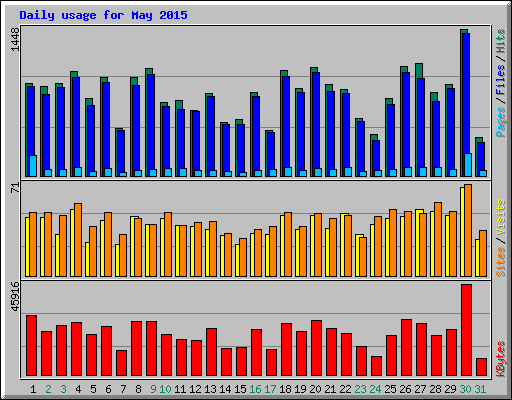 Daily usage for May 2015
1448
Pages / Files / Hits
71
Sites / Visits
45916
KBytes
1 2 3 4 5 6 7 8 9 10 11 12 13 14 15 16 17 18 19 20 21 22 23 24 25 26 27 28 29 30 31